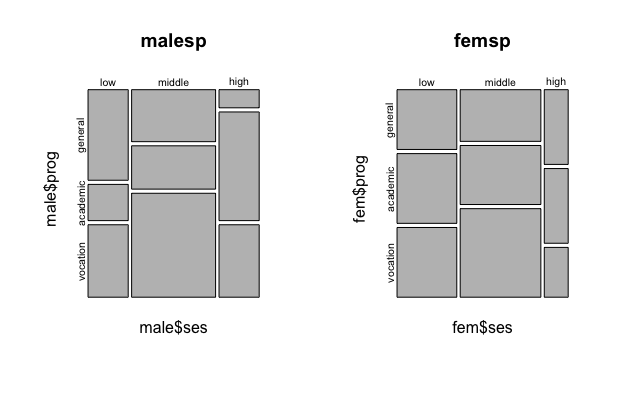 malesp
low middle high
general
academic
vocation
male$prog
male$ses
femsp
low middle high
general
academic
vocation
fem$prog
fem$ses